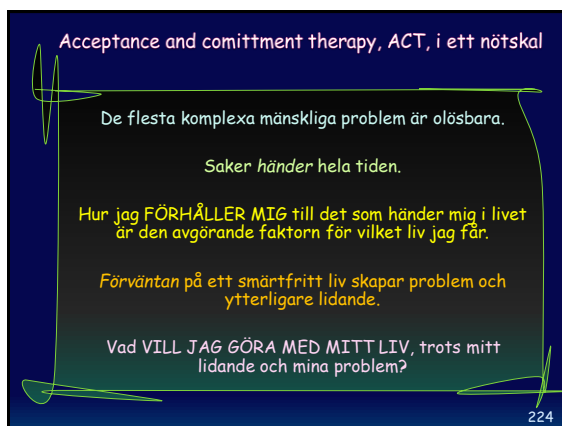 Acceptance and comittment therapy, ACT, i ett nötskal
De flesta komplexa mänskliga problem är olösbara.
Saker händer hela tiden.
Hur jag FÖRHÅLLER MIG till det som händer mig i livet
är den avgörande faktorn för vilket liv jag får.
Förväntan på ett smärtfritt liv skapar problem och
ytterligare lidande.
Vad VILL JAG GÖRA MED MITT LIV, trots mitt
lidande och mina problem?
224